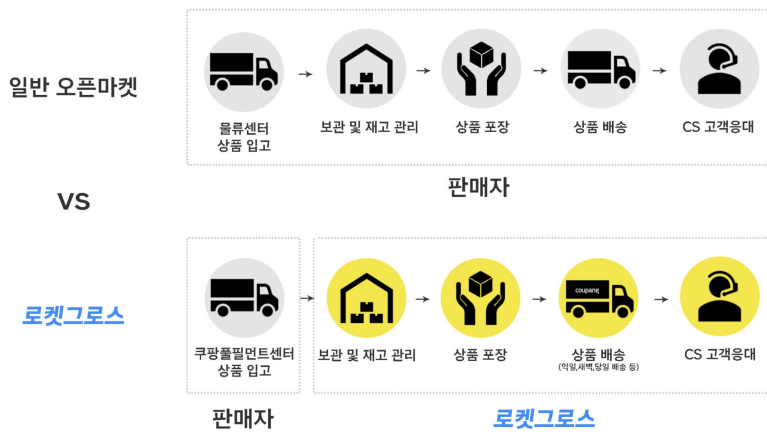 일반 오픈마켓
물류센터
상품 입고
보관 및 재고 관리
상품 포장
상품 배송
CS 고객응대
판매자
VS
로켓그로스
쿠팡풀필먼트센터
상품 입고
보관 및 재고 관리
상품 포장
coupang
상품 배송
(익일,새벽,당일 배송 등)
CS 고객응대
판매자
로켓그로스